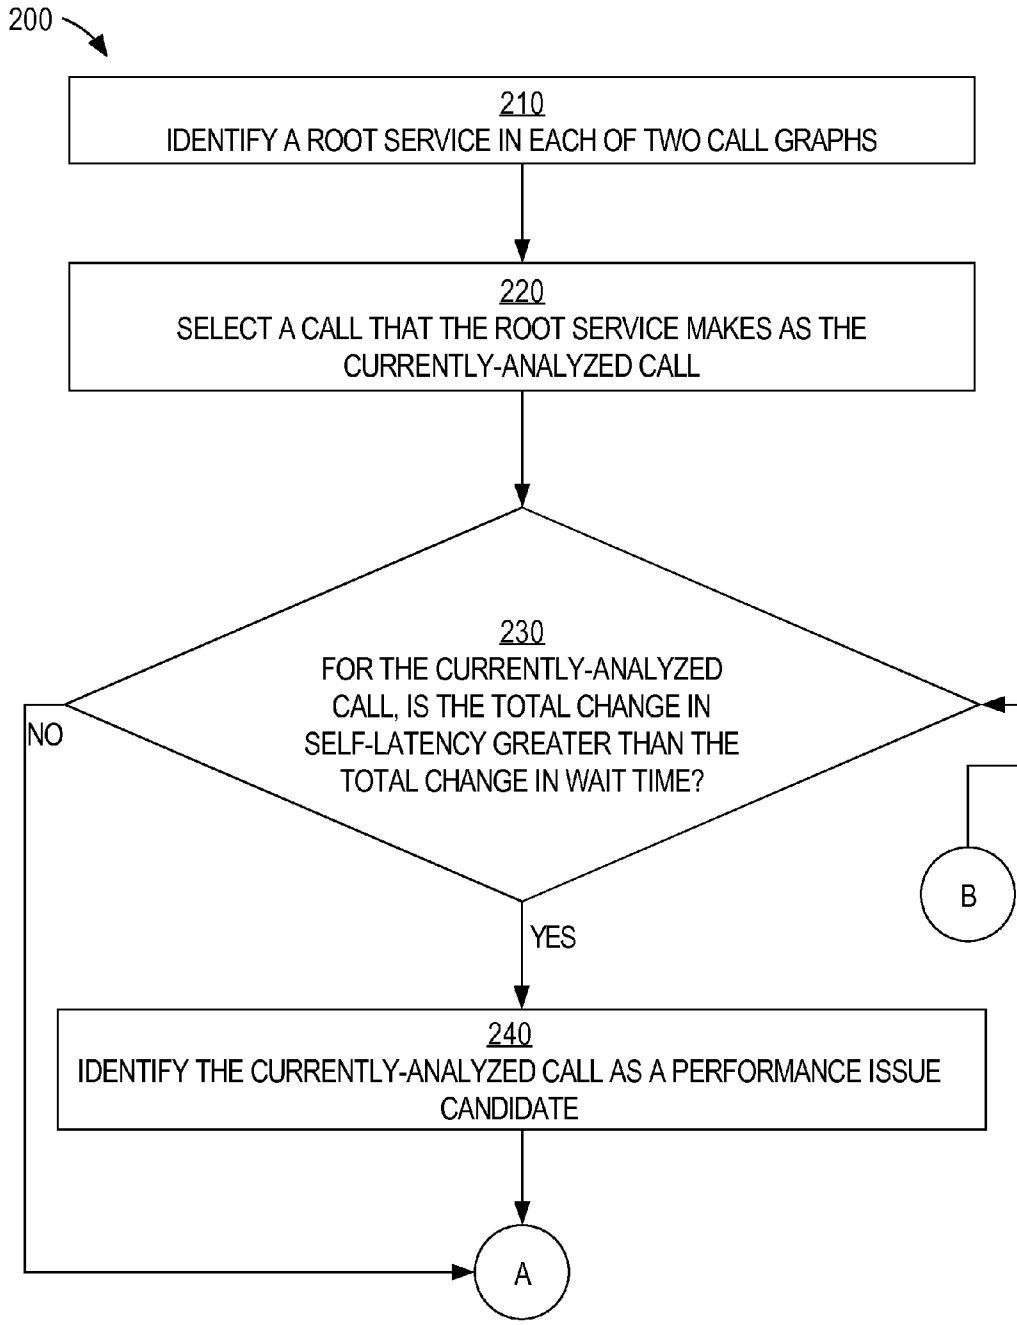 200
210
IDENTIFY A ROOT SERVICE IN EACH OF TWO CALL GRAPHS
220
SELECT A CALL THAT THE ROOT SERVICE MAKES AS THE
CURRENTLY-ANALYZED CALL
230
FOR THE CURRENTLY-ANALYZED
CALL, IS THE TOTAL CHANGE IN
SELF-LATENCY GREATER THAN THE
TOTAL CHANGE IN WAIT TIME?
NO
B
YES
240
IDENTIFY THE CURRENTLY-ANALYZED CALL AS A PERFORMANCE ISSUE
CANDIDATE
A